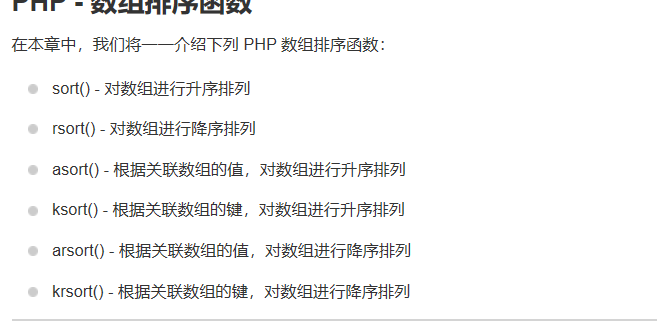 PHP - 数组排序函数
在本章中，我们将一一介绍下列 PHP 数组排序函数：
sort() - 对数组进行升序排列
rsort() - 对数组进行降序排列
asort() - 根据关联数组的值，对数组进行升序排列
ksort() - 根据关联数组的键，对数组进行升序排列
arsort() - 根据关联数组的值，对数组进行降序排列
krsort() - 根据关联数组的键，对数组进行降序排列